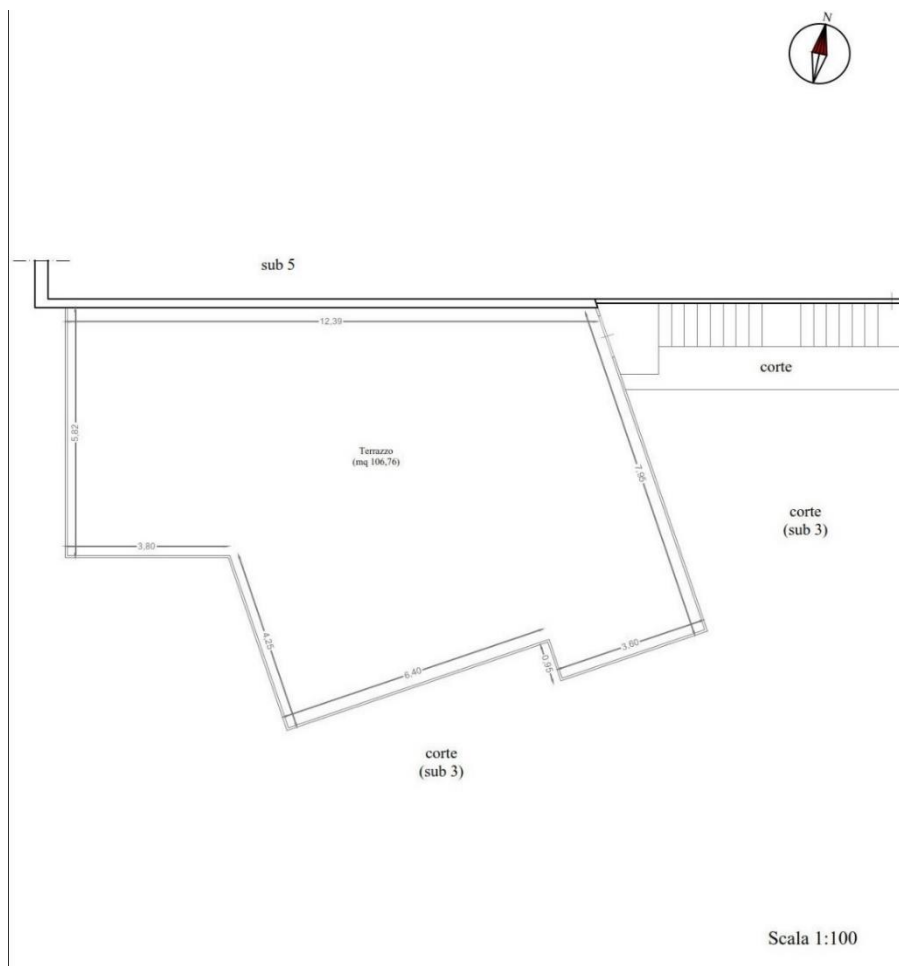 N
sub 5
12,39
corte
5,82
Terrazzo
(mq 106,76)
7,95
corte
(sub 3)
3,80
4,25
6,40
0,95
3,60
corte
(sub 3)
Scala 1:100